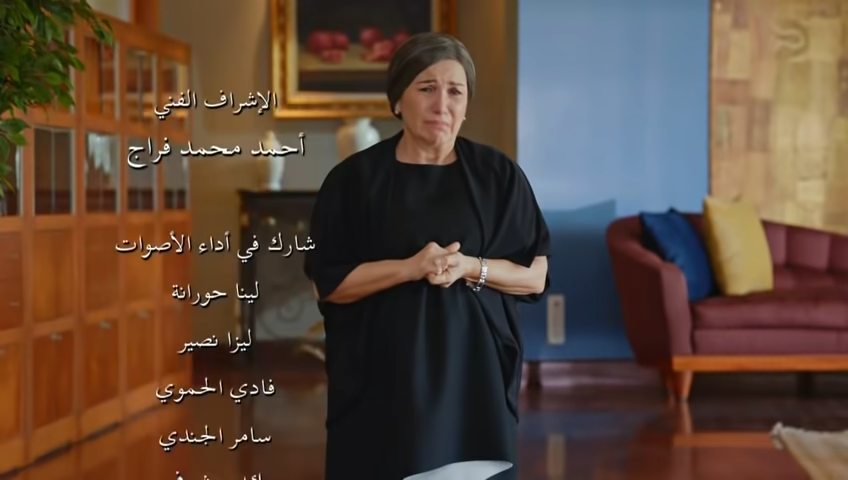 الإشراف الفني
أحمد محمد فراج
شارك في أداء الأصوات
لينا حورانة
ليزا نصير
فادي الحموي
سامر الجندي